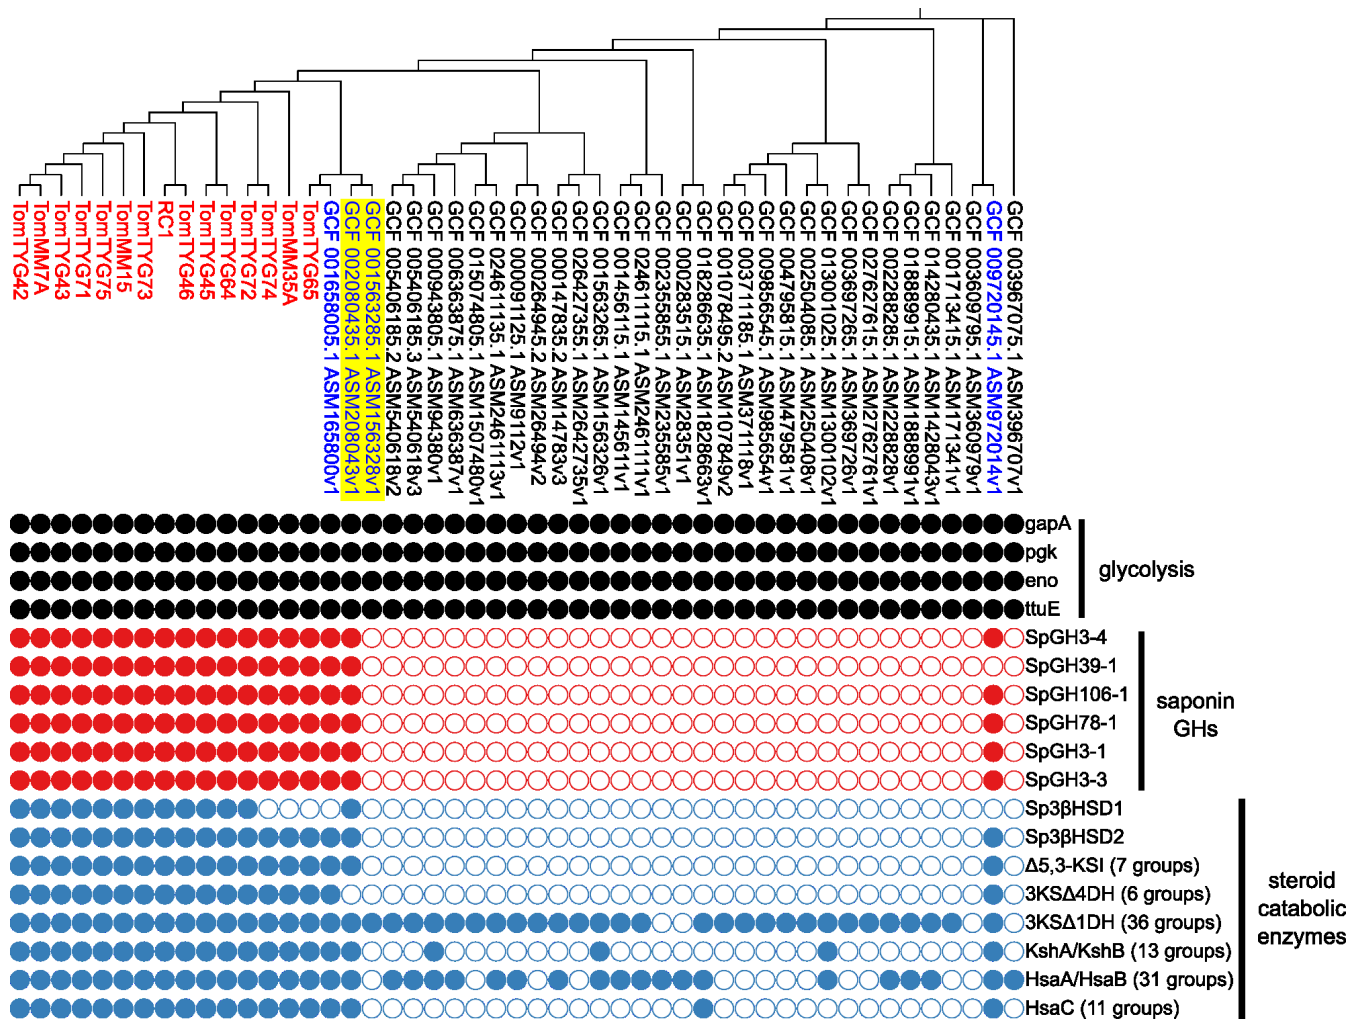 TomTYG42
TomMM7A
TomTYG43
TomTYG71
TomTYG75
TomMM15
TomTYG73
RC1
TomTYG46
TomTYG45
TomTYG64
TomTYG72
TomTYG74
TomMM35A
TomTYG65
GCF 001658005.1 ASM165800v1
GCF 002080435.1 ASM208043v1
GCF 001563285.1 ASM156328v1
GCF 005406185.2 ASM540618v2
GCF 005406185.3 ASM540618v3
GCF 000943805.1 ASM94380v1
GCF 006363875.1 ASM636387v1
GCF 015074805.1 ASM1507480v1
GCF 024611135.1 ASM2461113v1
GCF 000091125.1 ASM9112v1
GCF 000264945.2 ASM26494v2
GCF 000147835.2 ASM14783v3
GCF 026427355.1 ASM2642735v1
GCF 001563265.1 ASM156326v1
GCF 001456115.1 ASM145611v1
GCF 024611115.1 ASM2461111v1
GCF 002355855.1 ASM235585v1
GCF 000283515.1 ASM28351v1
GCF 018286635.1 ASM1828663v1
GCF 001078495.2 ASM107849v2
GCF 003711185.1 ASM371118v1
GCF 009856545.1 ASM985654v1
GCF 004795815.1 ASM479581v1
GCF 002504085.1 ASM250408v1
GCF 013001025.1 ASM1300102v1
GCF 003697265.1 ASM369726v1
GCF 027627615.1 ASM2762761v1
GCF 002288285.1 ASM228828v1
GCF 018889915.1 ASM1888991v1
GCF 014280435.1 ASM1428043v1
GCF 001713415.1 ASM171341v1
GCF 003609795.1 ASM360979v1
GCF 009720145.1 ASM972014v1
GCF 003967075.1 ASM396707v1
gapA
pgk
eno
ttuE
glycolysis
SpGH3-4
SpGH39-1
SpGH106-1
SpGH78-1
SpGH3-1
SpGH3-3
saponin
GHs
Sp3βHSD1
Sp3βHSD2
Δ5,3-KSI (7 groups)
3KSΔ4DH (6 groups)
3KSΔ1DH (36 groups)
KshA/KshB (13 groups)
HsaA/HsaB (31 groups)
HsaC (11 groups)
steroid
catabolic
enzymes